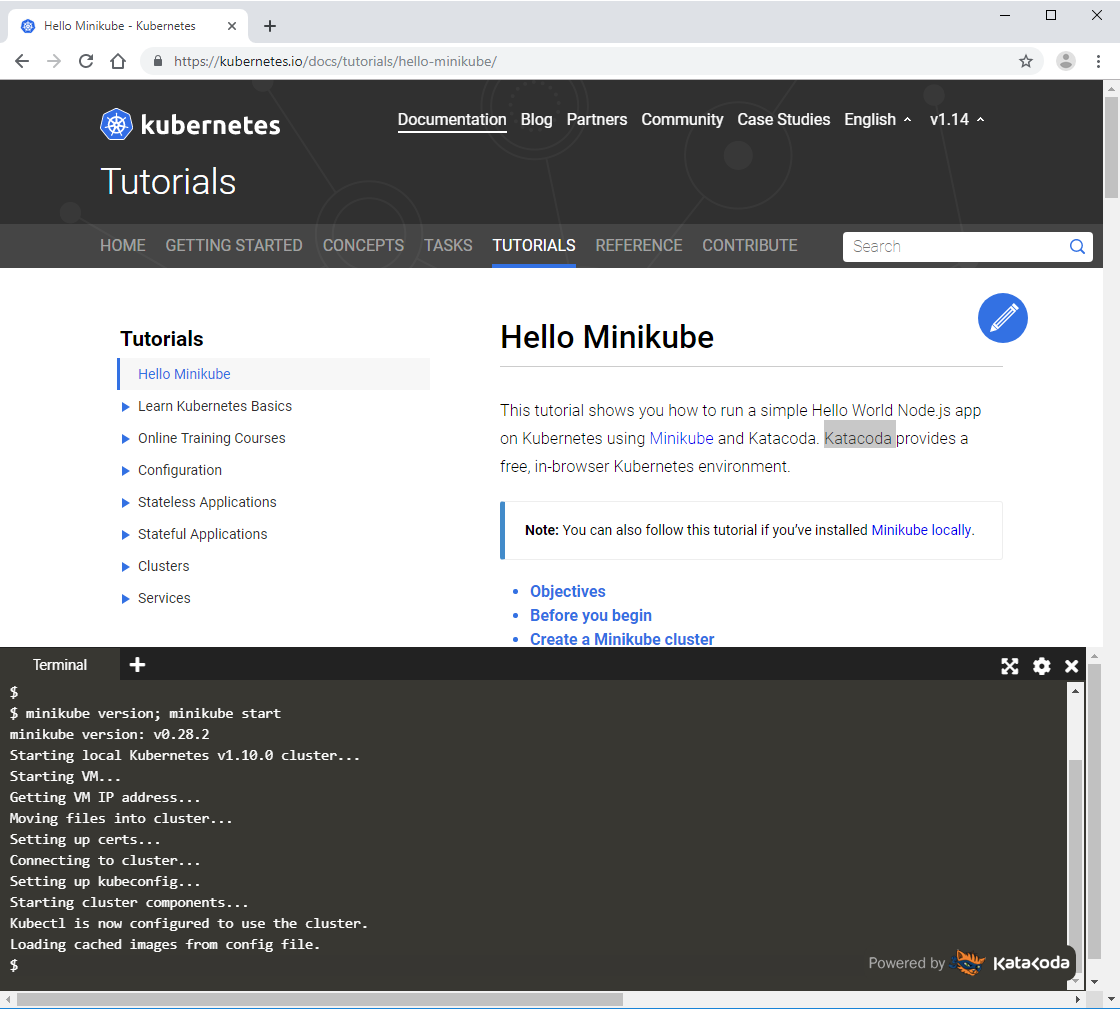 Hello Minikube - Kubernetes
https://kubernetes.io/docs/tutorials/hello-minikube/
kubernetes
Documentation Blog Partners Community Case Studies English v1.14
Tutorials
HOME GETTING STARTED CONCEPTS TASKS TUTORIALS REFERENCE CONTRIBUTE Search
Tutorials
Hello Minikube
Learn Kubernetes Basics
Online Training Courses
Configuration
Stateless Applications
Stateful Applications
Clusters
Services
Hello Minikube
This tutorial shows you how to run a simple Hello World Node.js app
on Kubernetes using Minikube and Katacoda. Katacoda provides a
free, in-browser Kubernetes environment.
Note: You can also follow this tutorial if you’ve installed Minikube locally.
• Objectives
• Before you begin
• Create a Minikube cluster
Terminal
$
$ minikube version; minikube start
minikube version: v0.28.2
Starting local Kubernetes v1.10.0 cluster...
Starting VM...
Getting VM IP address...
Moving files into cluster...
Setting up certs...
Connecting to cluster...
Setting up kubeconfig...
Starting cluster components...
Kubectl is now configured to use the cluster.
Loading cached images from config file.
$
Powered by Katacoda